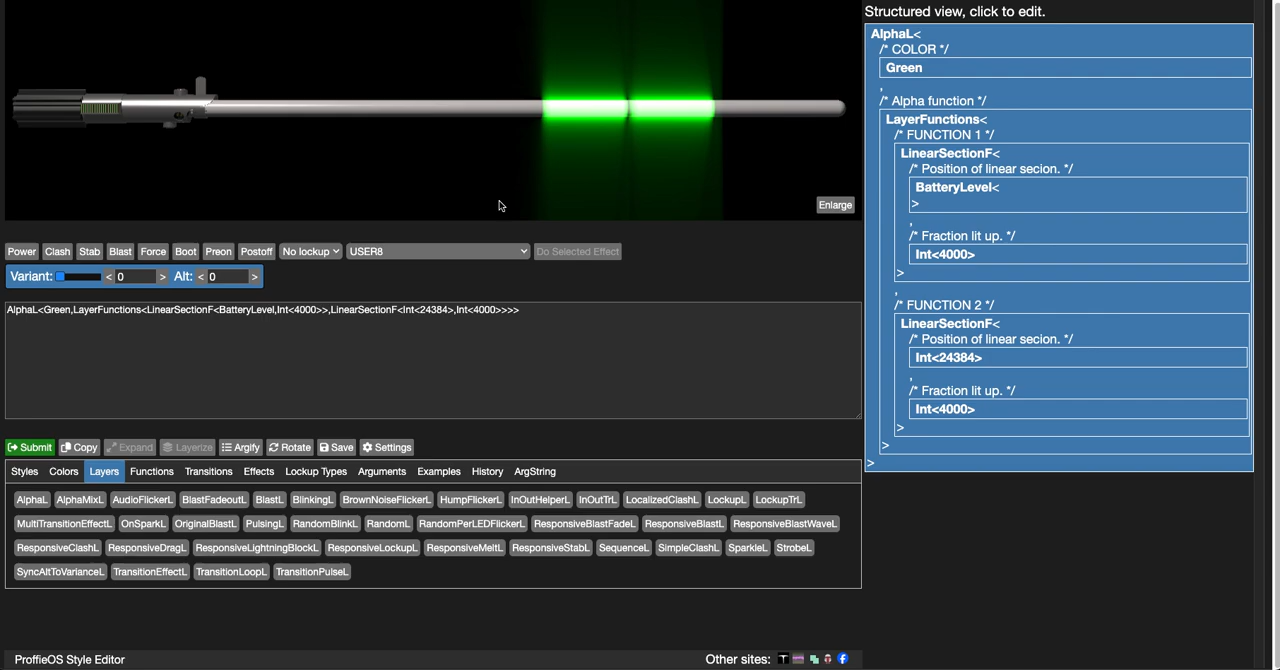 Structured view, click to edit.
AlphaL<
/* COLOR */
Green
,
/* Alpha function */
LayerFunctions<
/* FUNCTION 1 */
LinearSectionF<
/* Position of linear secion. */
BatteryLevel<
>
,
/* Fraction lit up. */
Int<4000>
>
,
/* FUNCTION 2 */
LinearSectionF<
/* Position of linear secion. */
Int<24384>
,
/* Fraction lit up. */
Int<4000>
>
>
>
Enlarge
Power Clash Stab Blast Force Boot Preon Postoff No lockup USER8 Do Selected Effect
Variant: < 0 > Alt: < 0 >
AlphaL<Green,LayerFunctions<LinearSectionF<BatteryLevel,Int<4000>>,LinearSectionF<Int<24384>,Int<4000>>>>
Submit Copy Expand Layerize Argify Rotate Save Settings
Styles Colors Layers Functions Transitions Effects Lockup Types Arguments Examples History ArgString
AlphaL AlphaMixL AudioFlickerL BlastFadeoutL BlastL BlinkingL BrownNoiseFlickerL HumpFlickerL InOutHelperL InOutTrL LocalizedClashL LockupL LockupTrL
MultiTransitionEffectL OnSparkL OriginalBlastL PulsingL RandomBlinkL RandomL RandomPerLEDFlickerL ResponsiveBlastFadeL ResponsiveBlastL ResponsiveBlastWaveL
ResponsiveClashL ResponsiveDragL ResponsiveLightningBlockL ResponsiveLockupL ResponsiveMeltL ResponsiveStabL SequenceL SimpleClashL SparkleL StrobeL
SyncAltToVarianceL TransitionEffectL TransitionLoopL TransitionPulseL
ProffieOS Style Editor
Other sites: